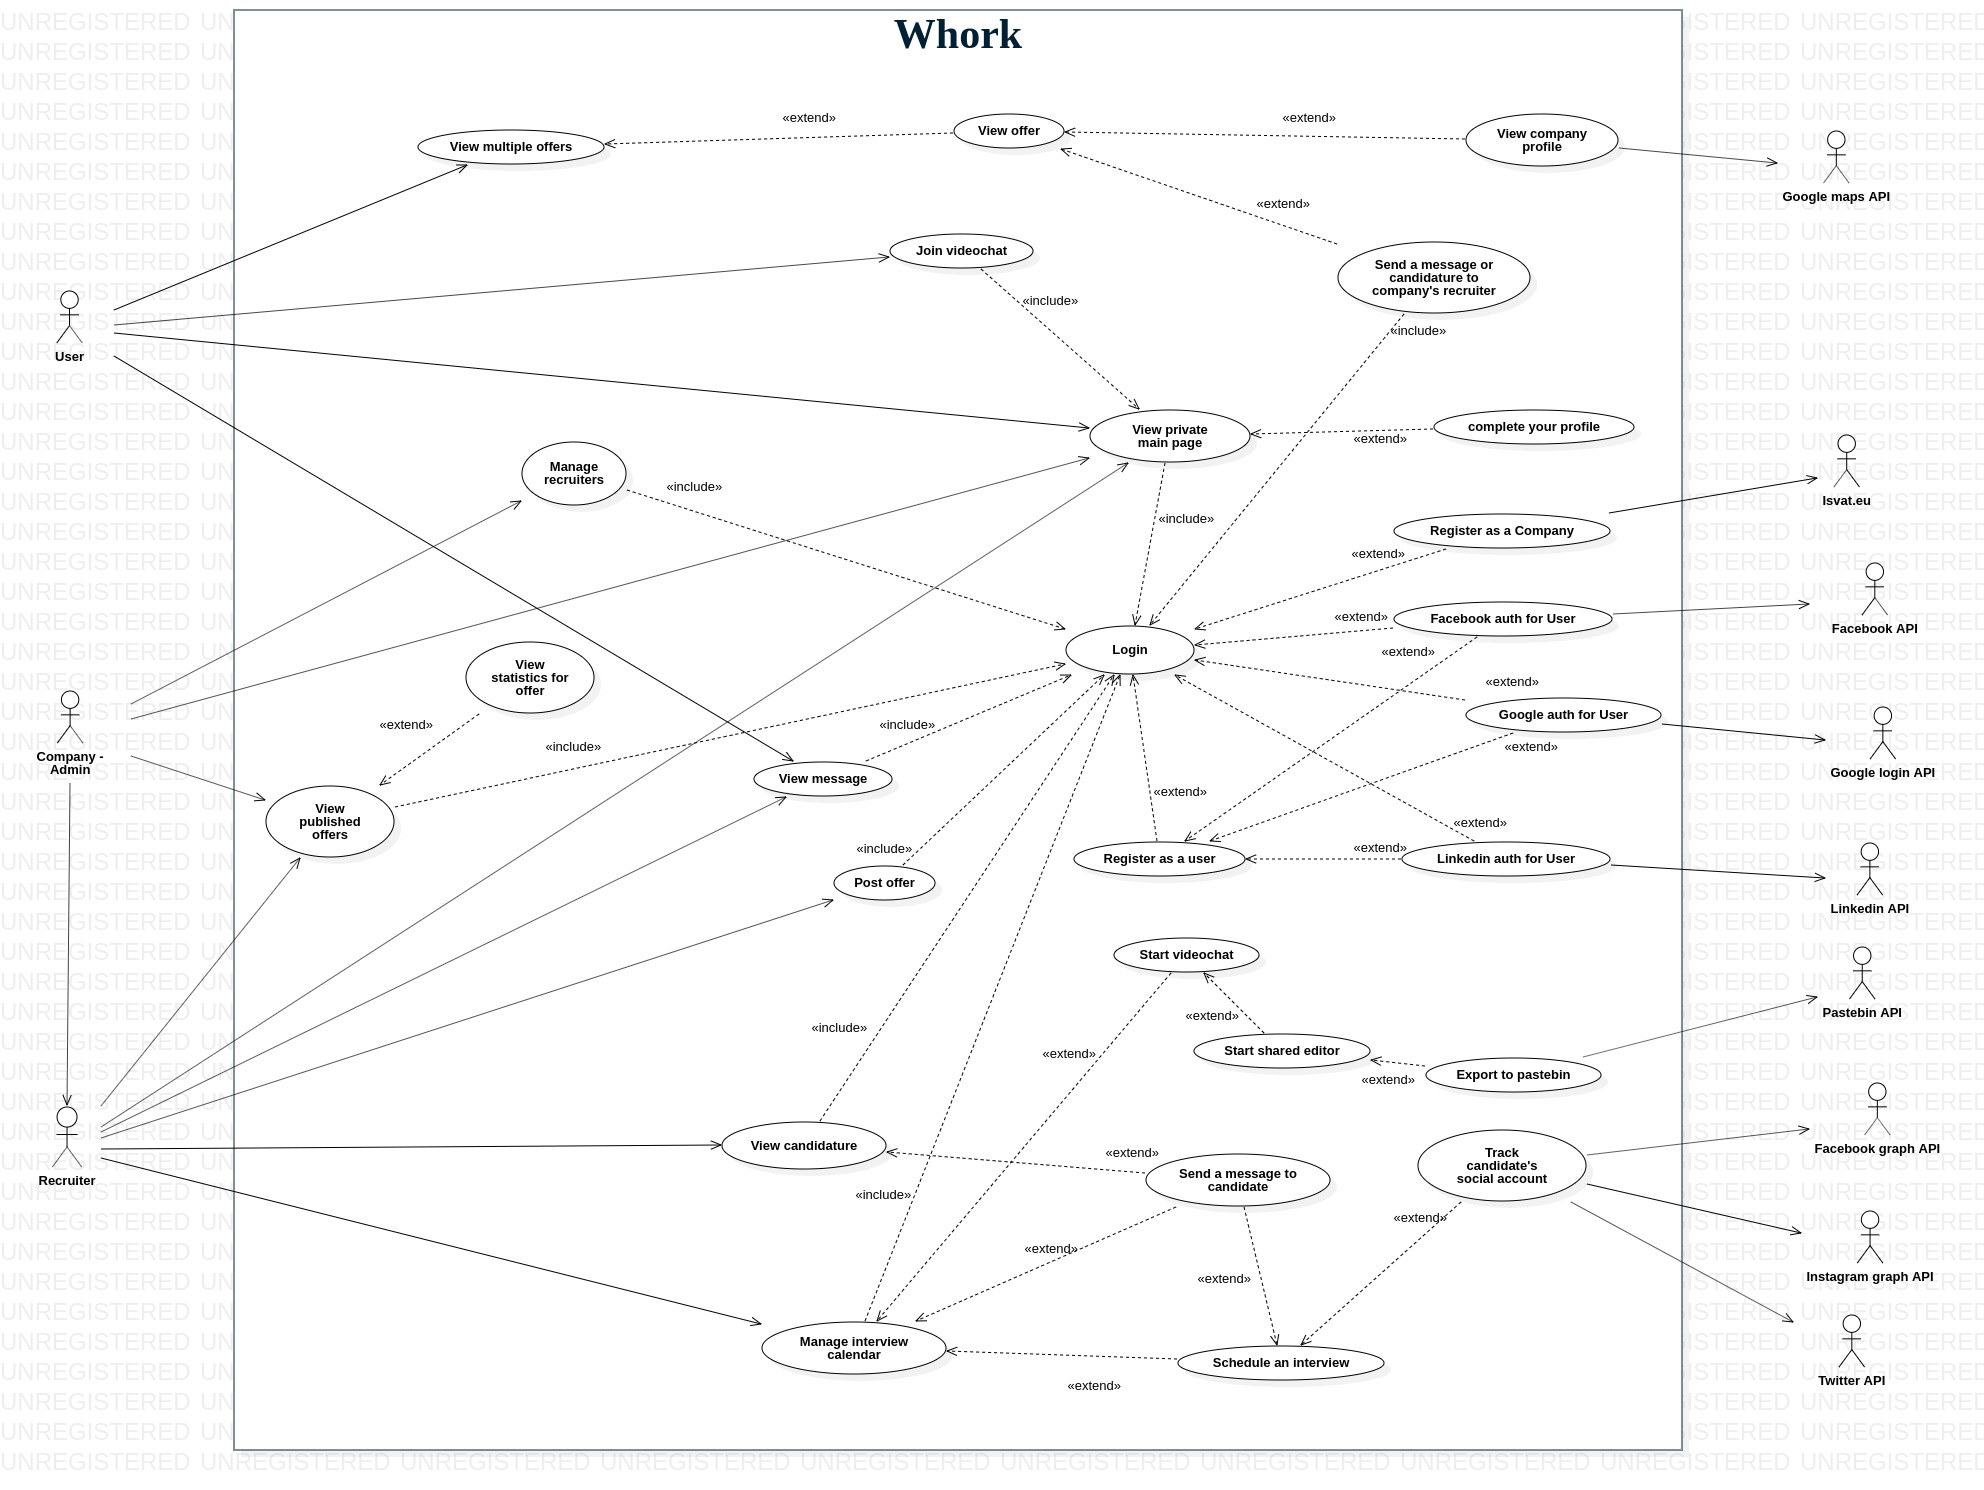 Whork
«extend»
«extend»
View multiple offers
View offer
View company
profile
Google maps API
«extend»
Join videochat
Send a message or
candidature to
company's recruiter
«include»
«include»
User
View private
main page
complete your profile
«extend»
Manage
recruiters
«include»
«include»
Isvat.eu
Register as a Company
«extend»
Facebook auth for User
«extend»
Facebook API
Login
«extend»
View
statistics for
offer
«extend»
Google auth for User
«extend»
«include»
«include»
«extend»
Google login API
Company -
Admin
View message
View
published
offers
«extend»
«extend»
«include»
Register as a user
«extend»
Linkedin auth for User
Post offer
Linkedin API
Start videochat
«extend»
Start shared editor
«include»
«extend»
Export to pastebin
«extend»
Pastebin API
View candidature
«extend»
Send a message to
candidate
Track
candidate's
social account
Facebook graph API
Recruiter
«include»
«extend»
«extend»
«extend»
Instagram graph API
Manage interview
calendar
Schedule an interview
«extend»
Twitter API
UNREGISTERED UNREGISTERED UNREGISTERED UNREGISTERED UNREGISTERED UNREGISTERED UNREGISTERED UNREGISTERED UNREGISTERED UNREGISTERED